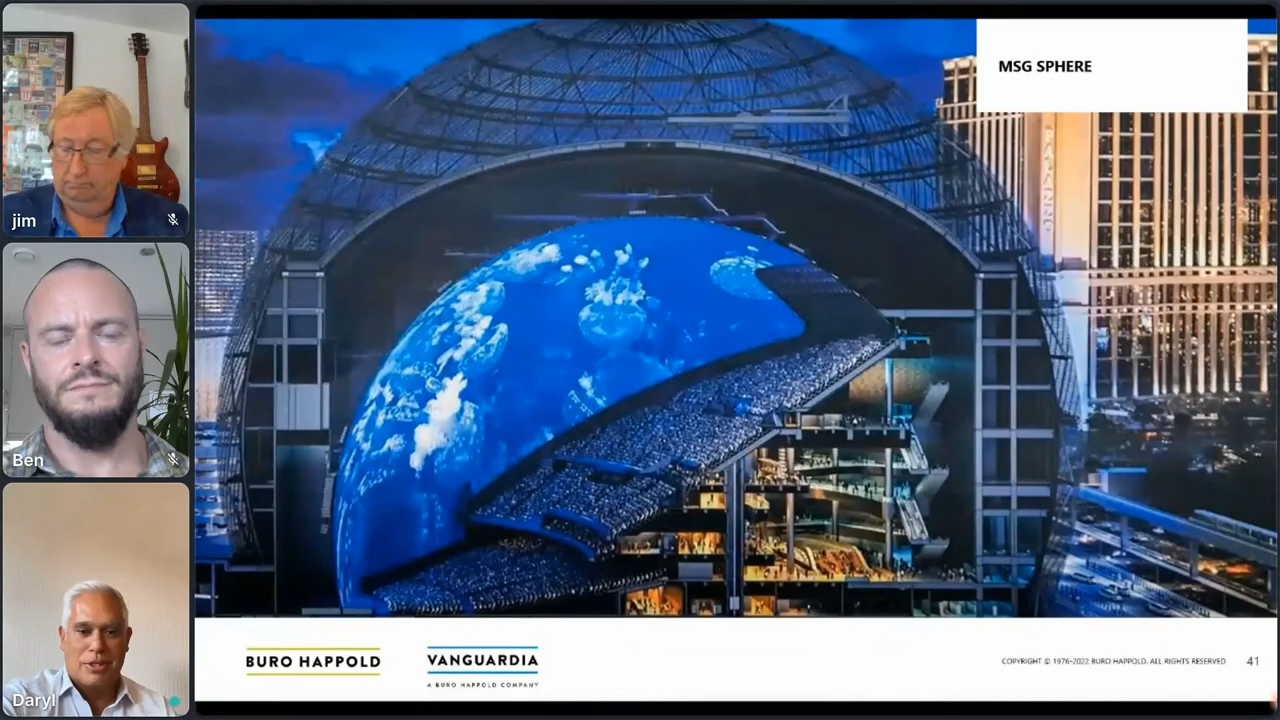 jim
Ben
Daryl
MSG SPHERE
BURO HAPPOLD
VANGUARDIA
A BURO HAPPOLD COMPANY
COPYRIGHT © 1976-2022 BURO HAPPOLD. ALL RIGHTS RESERVED
41